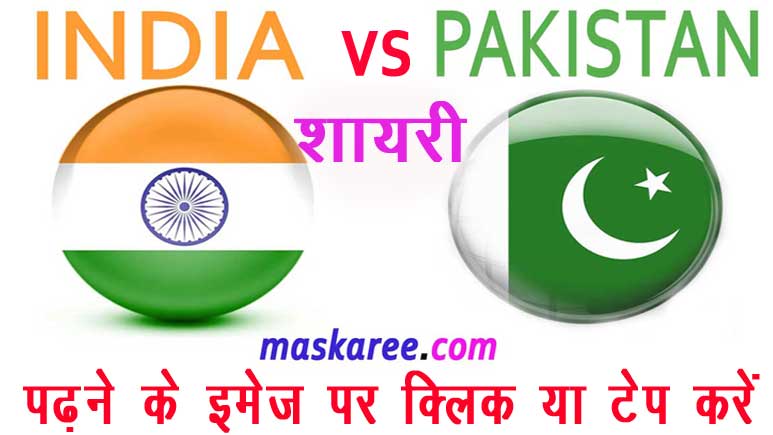 INDIA VS PAKISTAN
शायरी
maskaree.com
पढ़ने के इमेज पर क्लिक या टेप करें